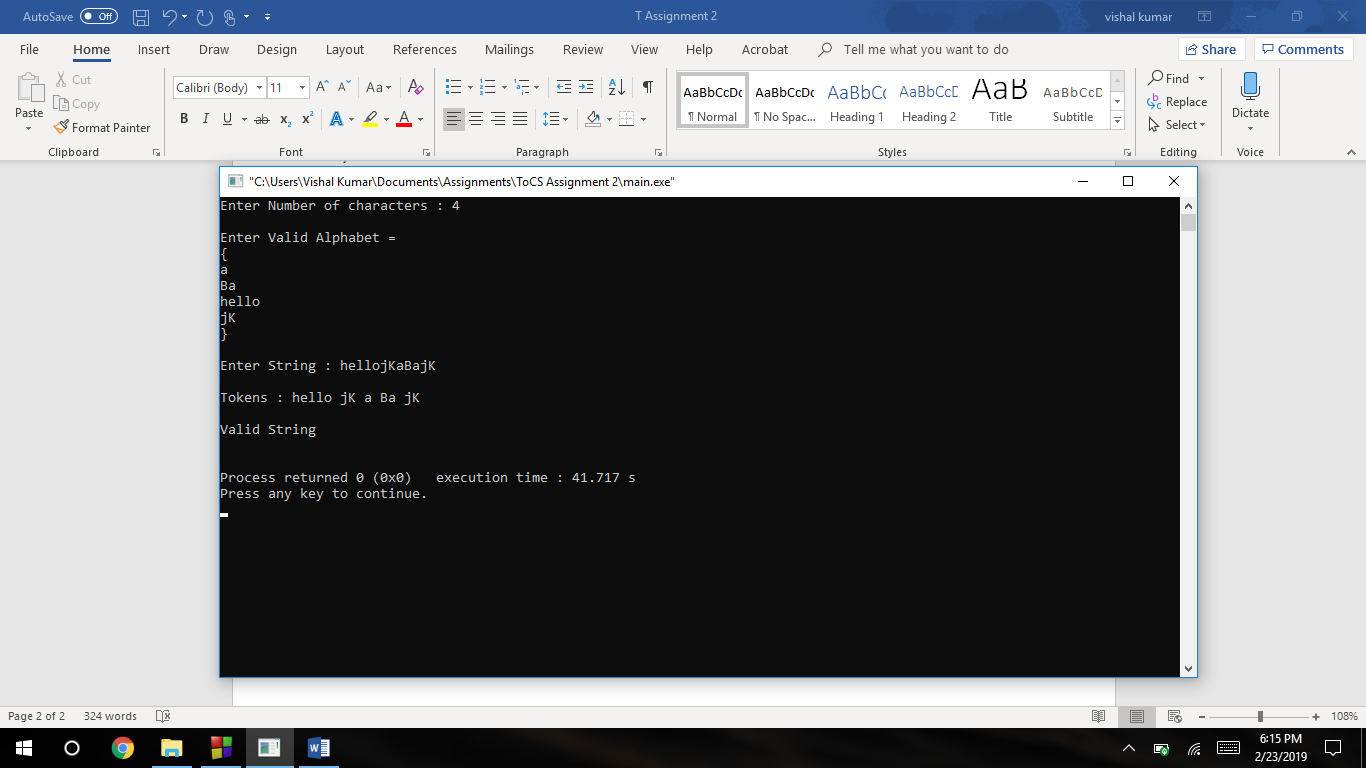 AutoSave Off T Assignment 2 vishal kumar
File Home Insert Draw Design Layout References Mailings Review View Help Acrobat Tell me what you want to do Share Comments
Paste Cut Copy Format Painter
Calibri (Body) 11
AaBbCcDc AaBbCcDc AaBbCc AaBbCcD AaB AaBbCcD
¶ Normal ¶ No Spac... Heading 1 Heading 2 Title Subtitle
Find Replace Select
Dictate
Clipboard Font Paragraph Styles Editing Voice
"C:\Users\Vishal Kumar\Documents\Assignments\ToCS Assignment 2\main.exe"
Enter Number of characters : 4
Enter Valid Alphabet =
{
a
Ba
hello
jK
}
Enter String : hellojKaBajK
Tokens : hello jK a Ba jK
Valid String
Process returned 0 (0x0)   execution time : 41.717 s
Press any key to continue.
Page 2 of 2 324 words 108%
6:15 PM
2/23/2019